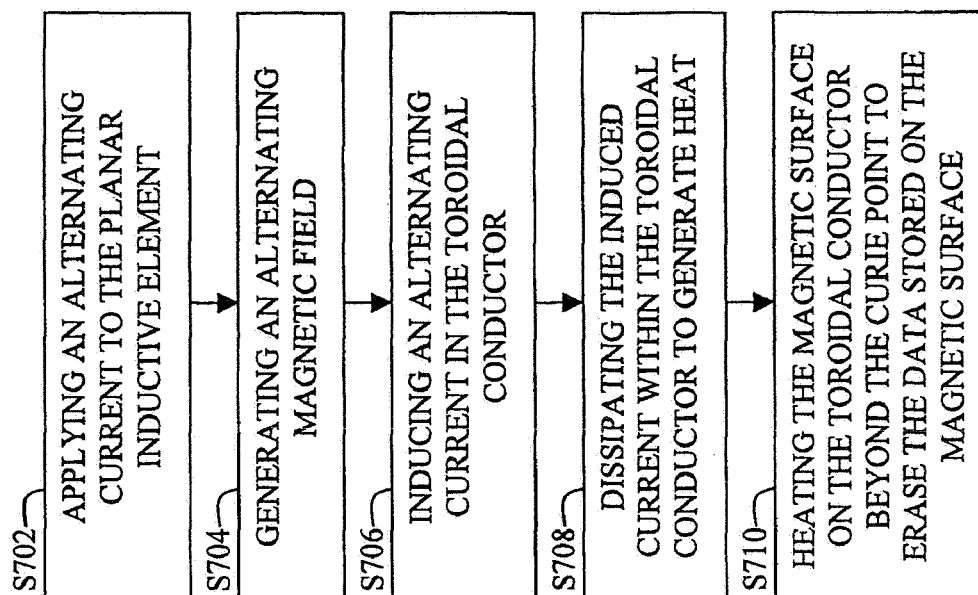 S702
APPLYING AN ALTERNATING
CURRENT TO THE PLANAR
INDUCTIVE ELEMENT
S704
GENERATING AN ALTERNATING
MAGNETIC FIELD
S706
INDUCING AN ALTERNATING
CURRENT IN THE TOROIDAL
CONDUCTOR
S708
DISSIPATING THE INDUCED
CURRENT WITHIN THE TOROIDAL
CONDUCTOR TO GENERATE HEAT
S710
HEATING THE MAGNETIC SURFACE
ON THE TOROIDAL CONDUCTOR
BEYOND THE CURIE POINT TO
ERASE THE DATA STORED ON THE
MAGNETIC SURFACE